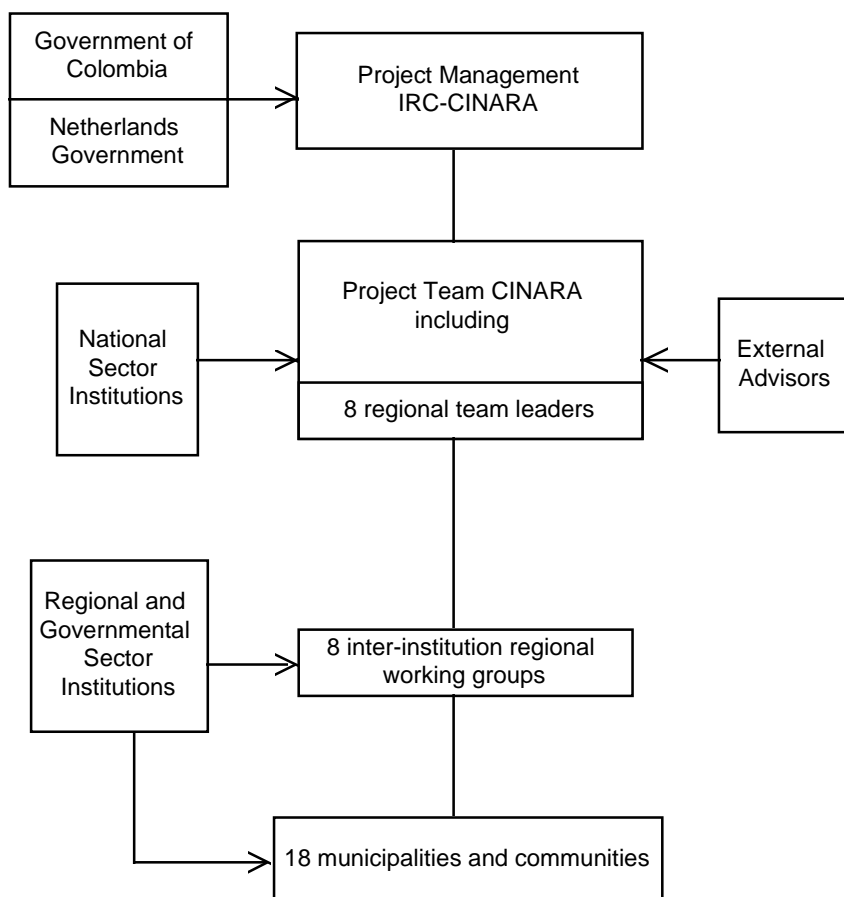 Government of
Colombia
Netherlands
Government
Project Management
IRC-CINARA
National
Sector
Institutions
Project Team CINARA
including
8 regional team leaders
External
Advisors
Regional and
Governmental
Sector
Institutions
8 inter-institution regional
working groups
18 municipalities and communities